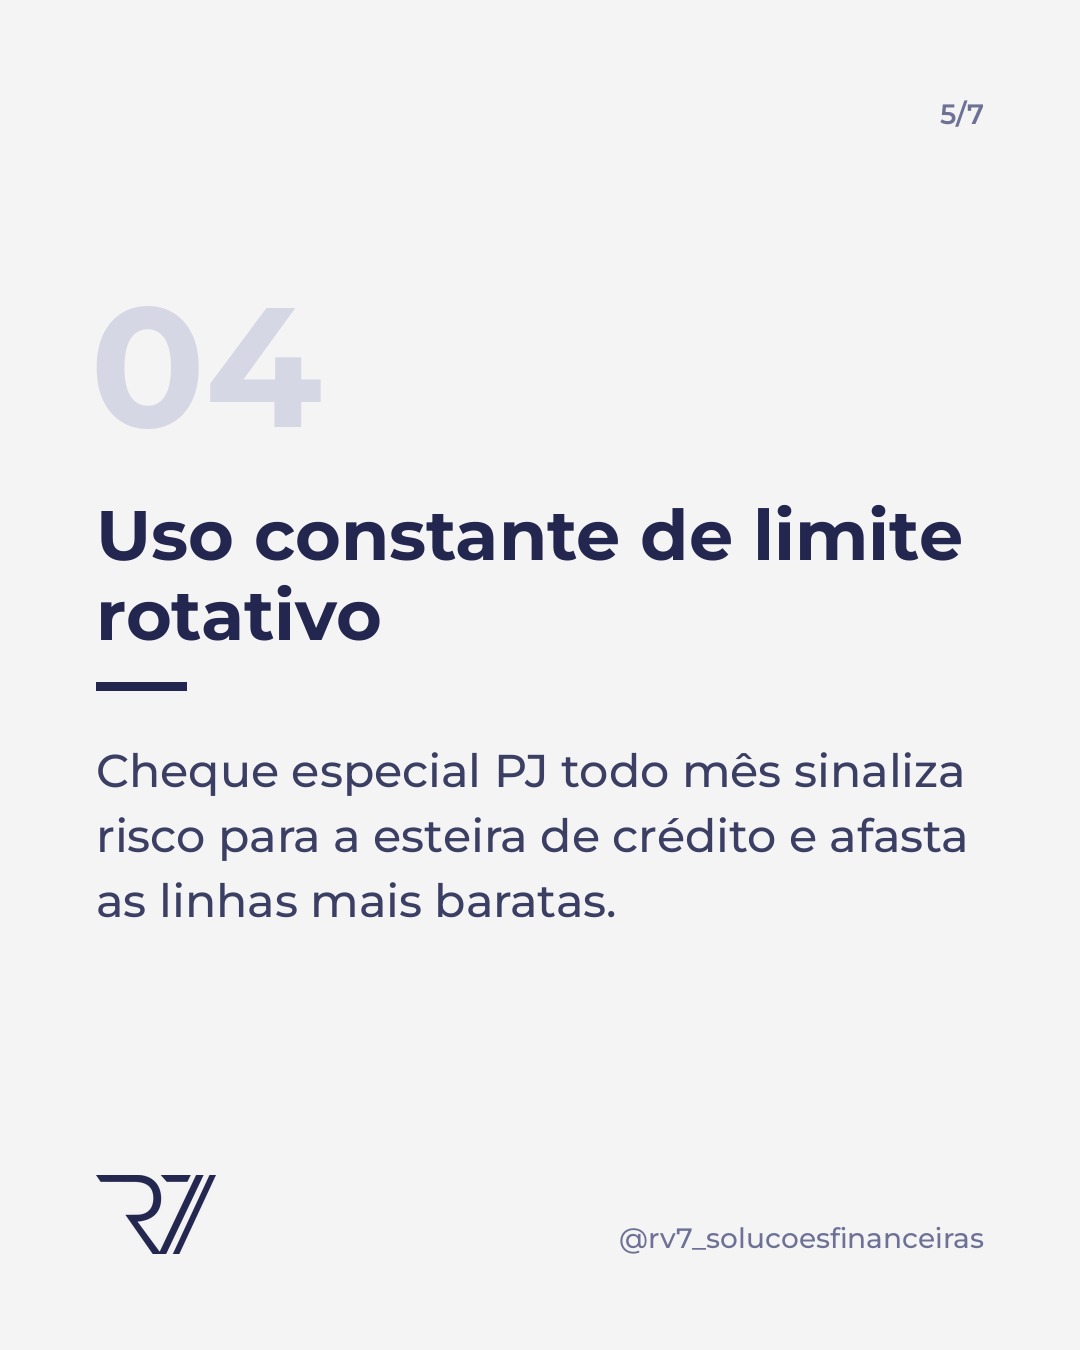 5/7
04
Uso constante de limite
rotativo
Cheque especial PJ todo mês sinaliza
risco para a esteira de crédito e afasta
as linhas mais baratas.
RV7
@rv7_solucoesfinanceiras